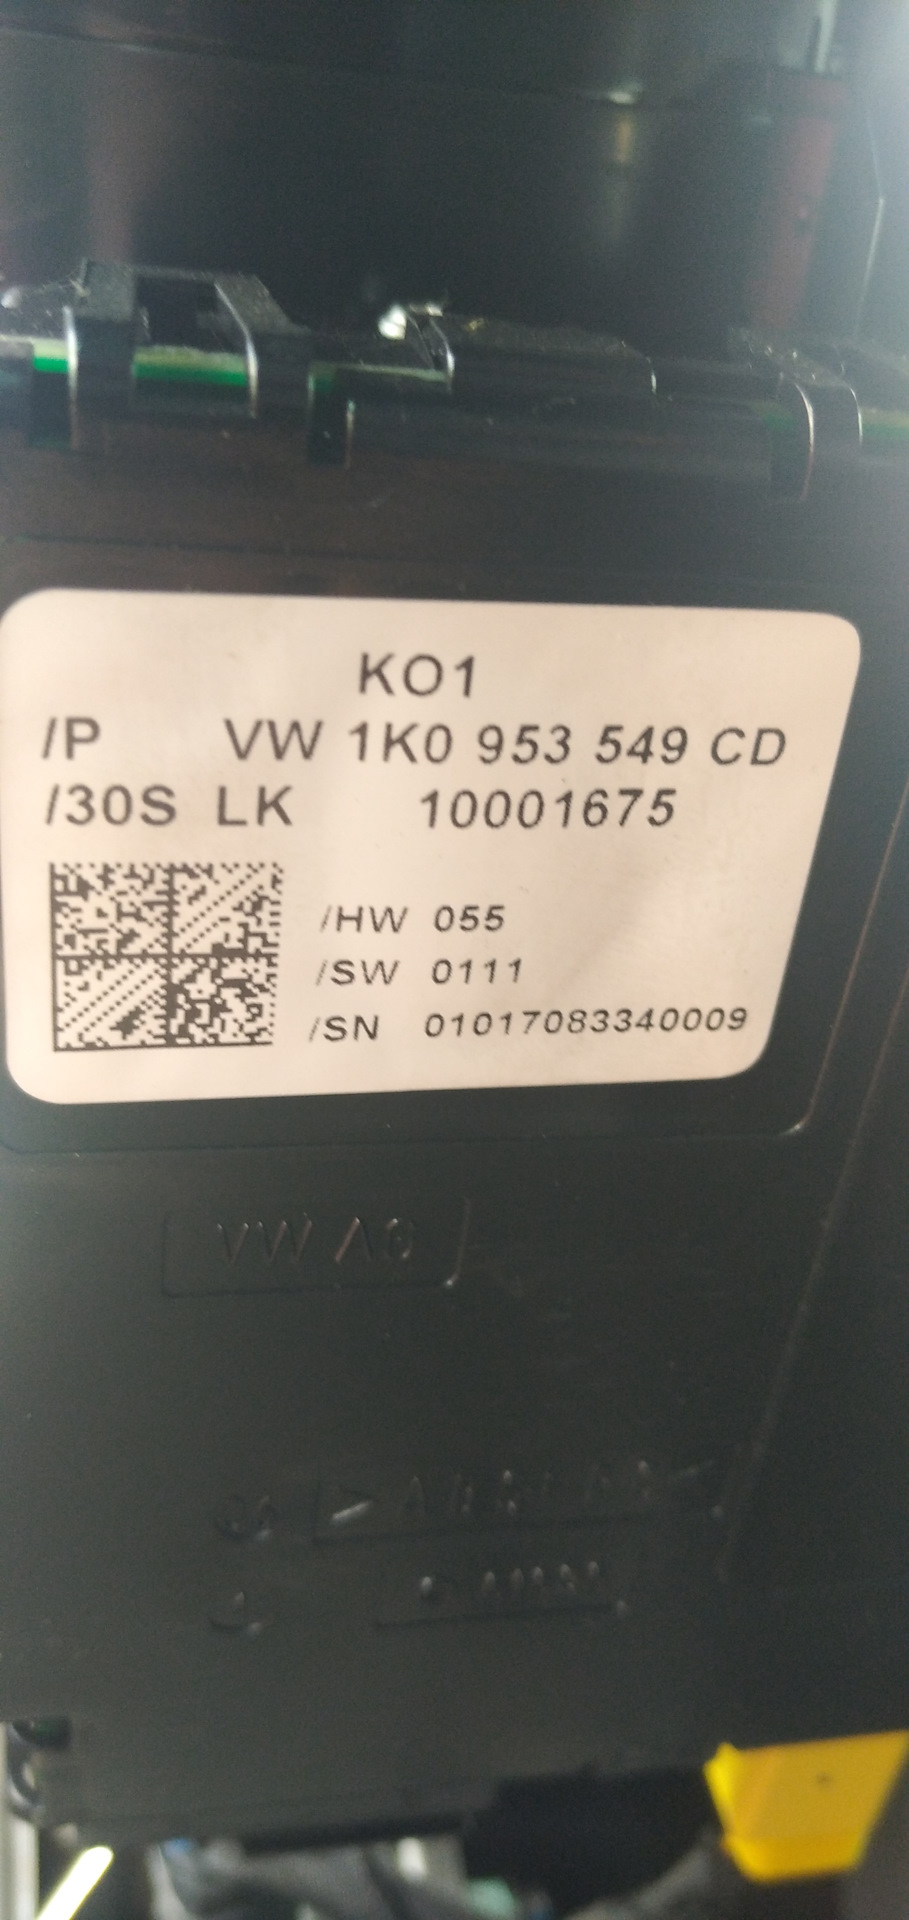 KO1
/P VW 1K0 953 549 CD
/30S LK 10001675
/HW 055
/SW 0111
/SN 01017083340009
VW AG